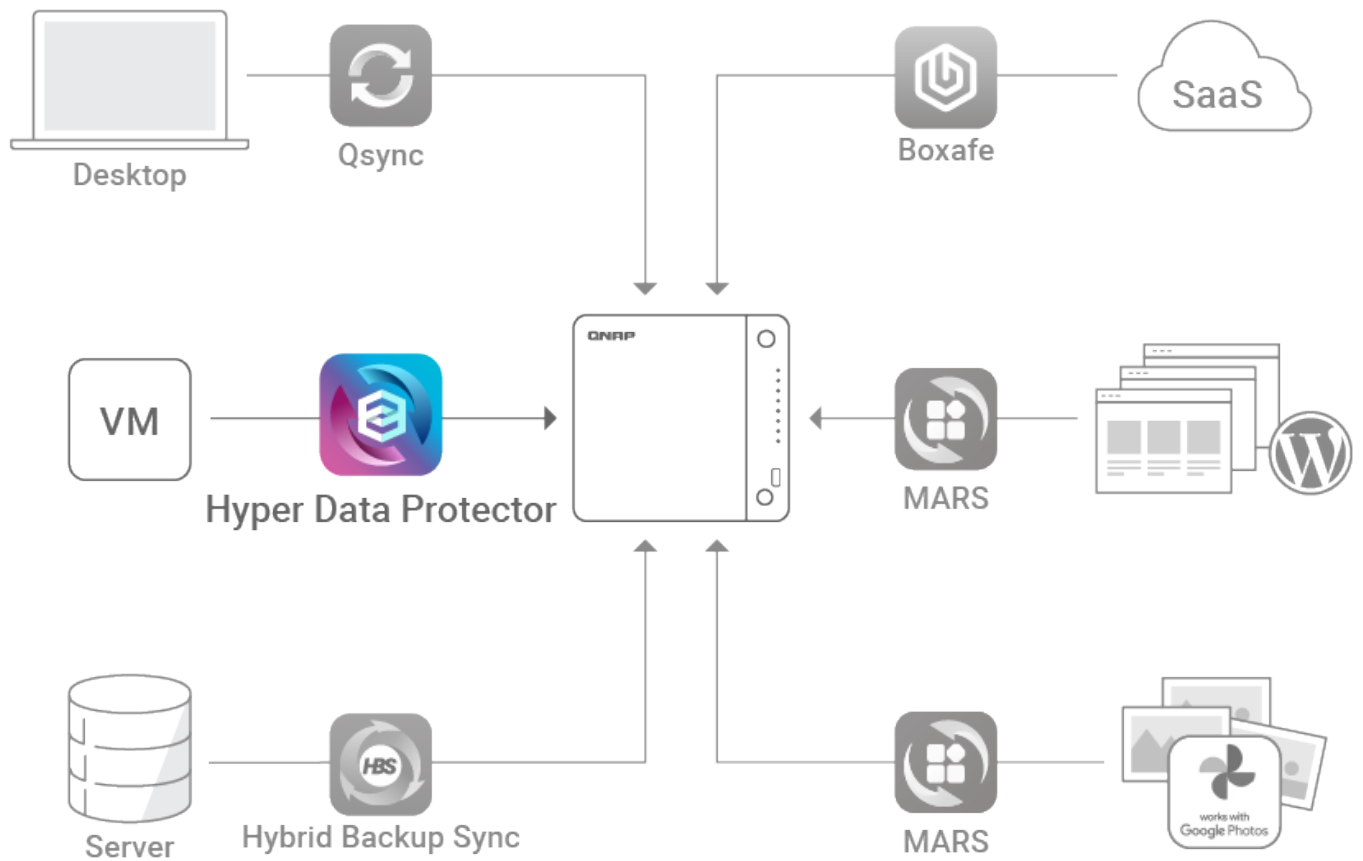 Desktop
Qsync
Boxafe
SaaS
VM
Hyper Data Protector
QNAP
MARS
W
Server
HBS
Hybrid Backup Sync
MARS
works with
Google Photos